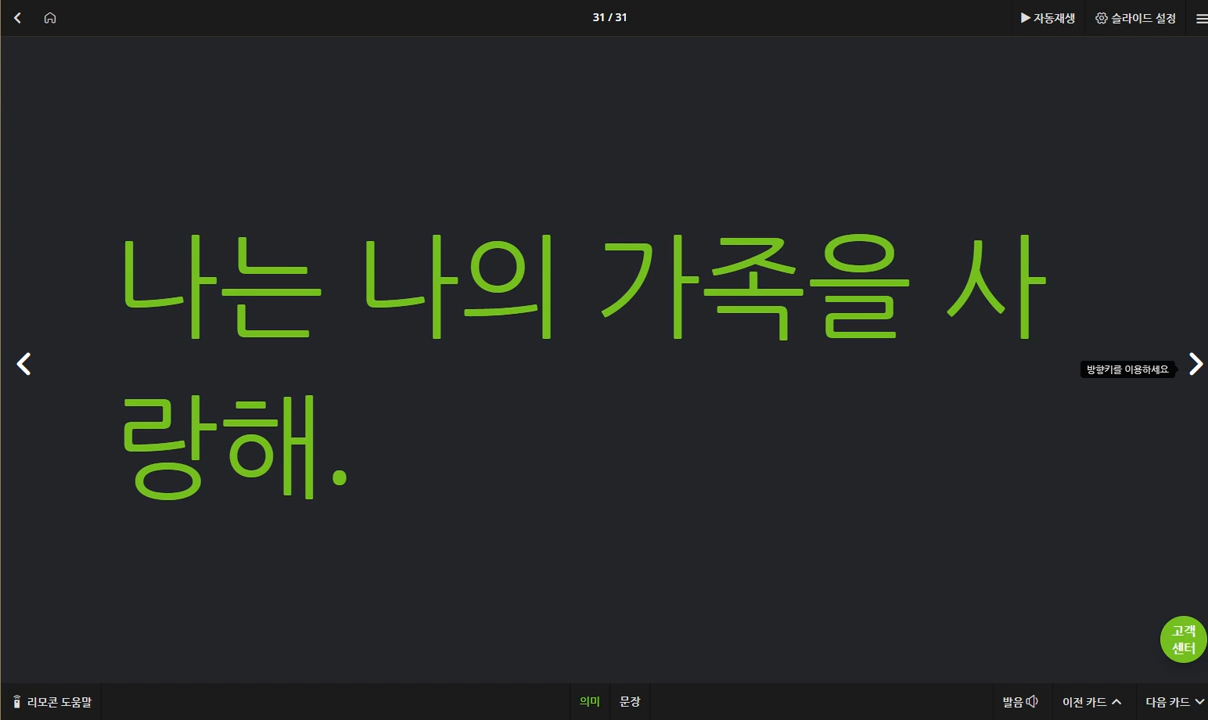 31 / 31
자동재생
슬라이드 설정
나는 나의 가족을 사
랑해.
방향키를 이용하세요
고객
센터
리모콘 도움말
의미
문장
발음
이전 카드
다음 카드